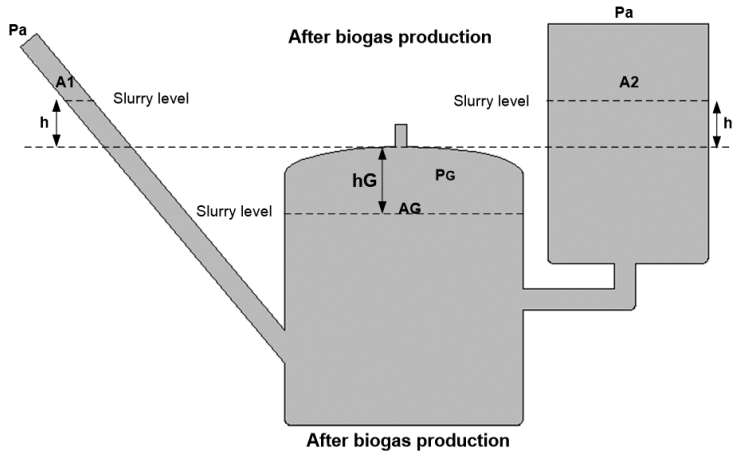 Pa
Pa
After biogas production
A1
A2
Slurry level
Slurry level
h
h
hG
PG
Slurry level
AG
After biogas production